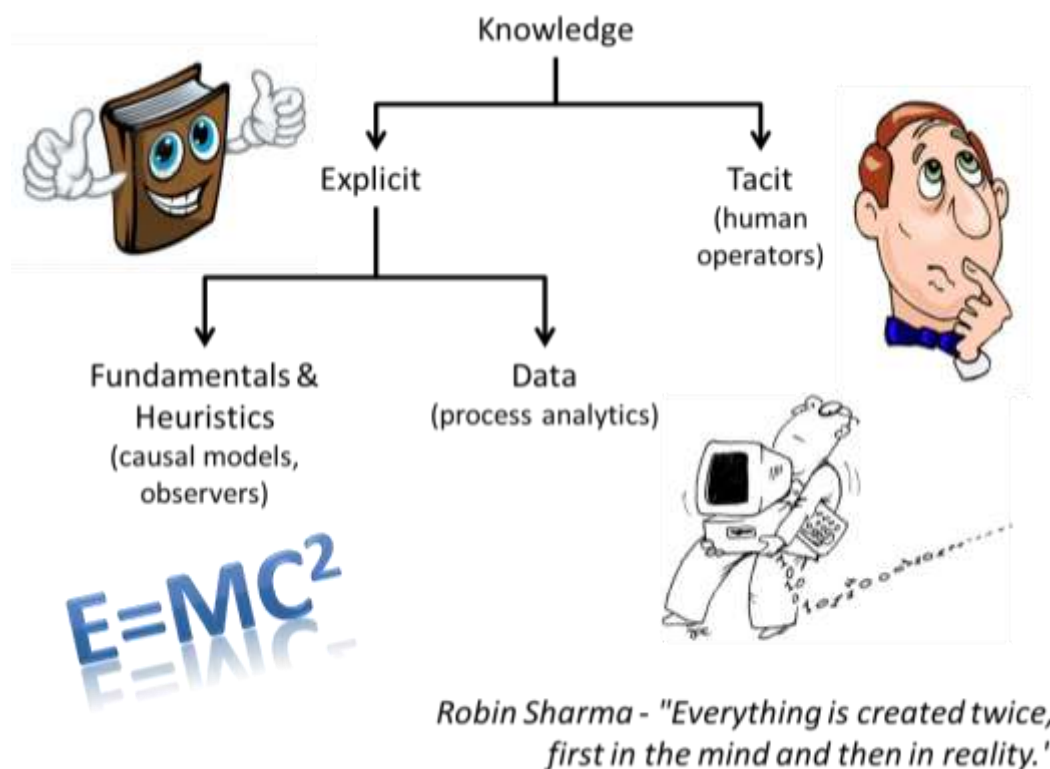 Knowledge
Explicit
Tacit
(human
operators)
Fundamentals &
Heuristics
(causal models,
observers)
Data
(process analytics)
E=MC²
Robin Sharma - "Everything is created twice,
first in the mind and then in reality.'